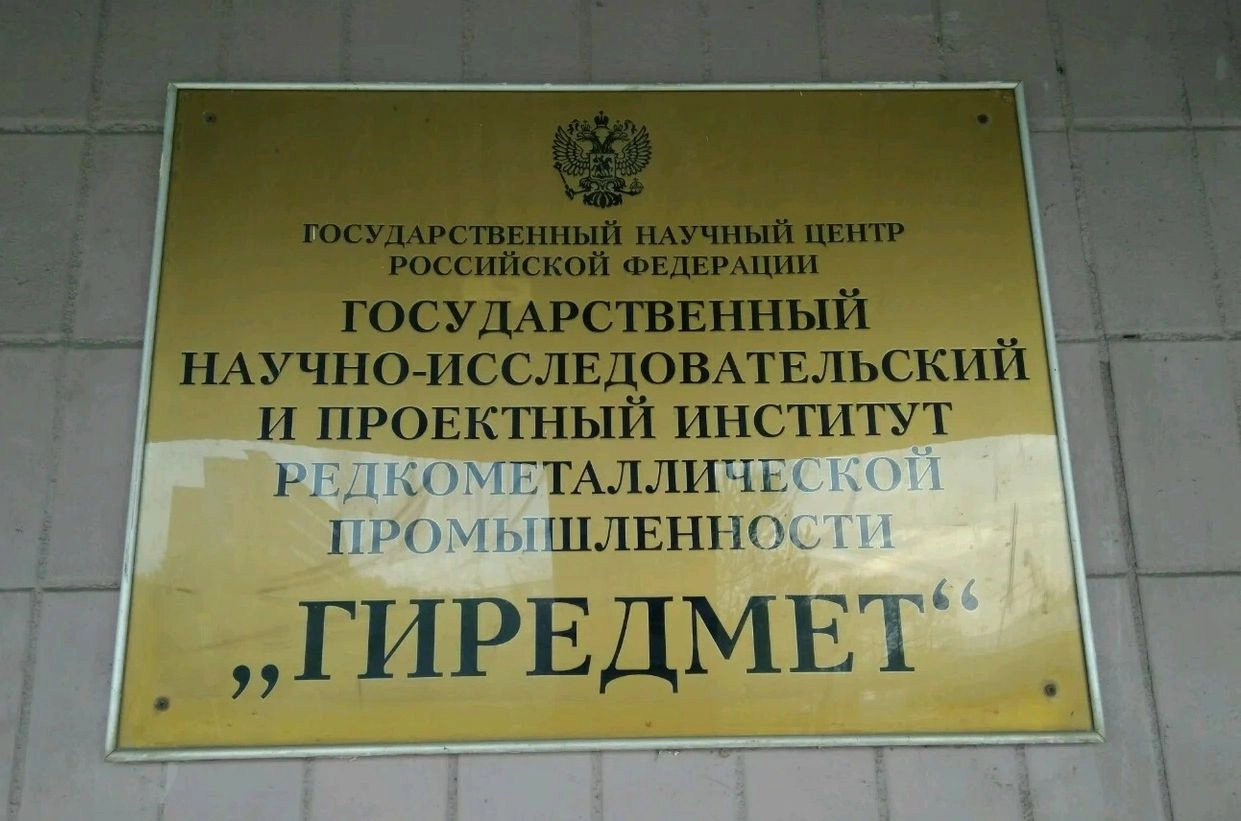 ГОСУДАРСТВЕННЫЙ НАУЧНЫЙ ЦЕНТР
РОССИЙСКОЙ ФЕДЕРАЦИИ
ГОСУДАРСТВЕННЫЙ
НАУЧНО-ИССЛЕДОВАТЕЛЬСКИЙ
И ПРОЕКТНЫЙ ИНСТИТУТ
РЕДКОМЕТАЛЛИЧЕСКОЙ
ПРОМЫШЛЕННОСТИ
„ГИРЕДМЕТ“